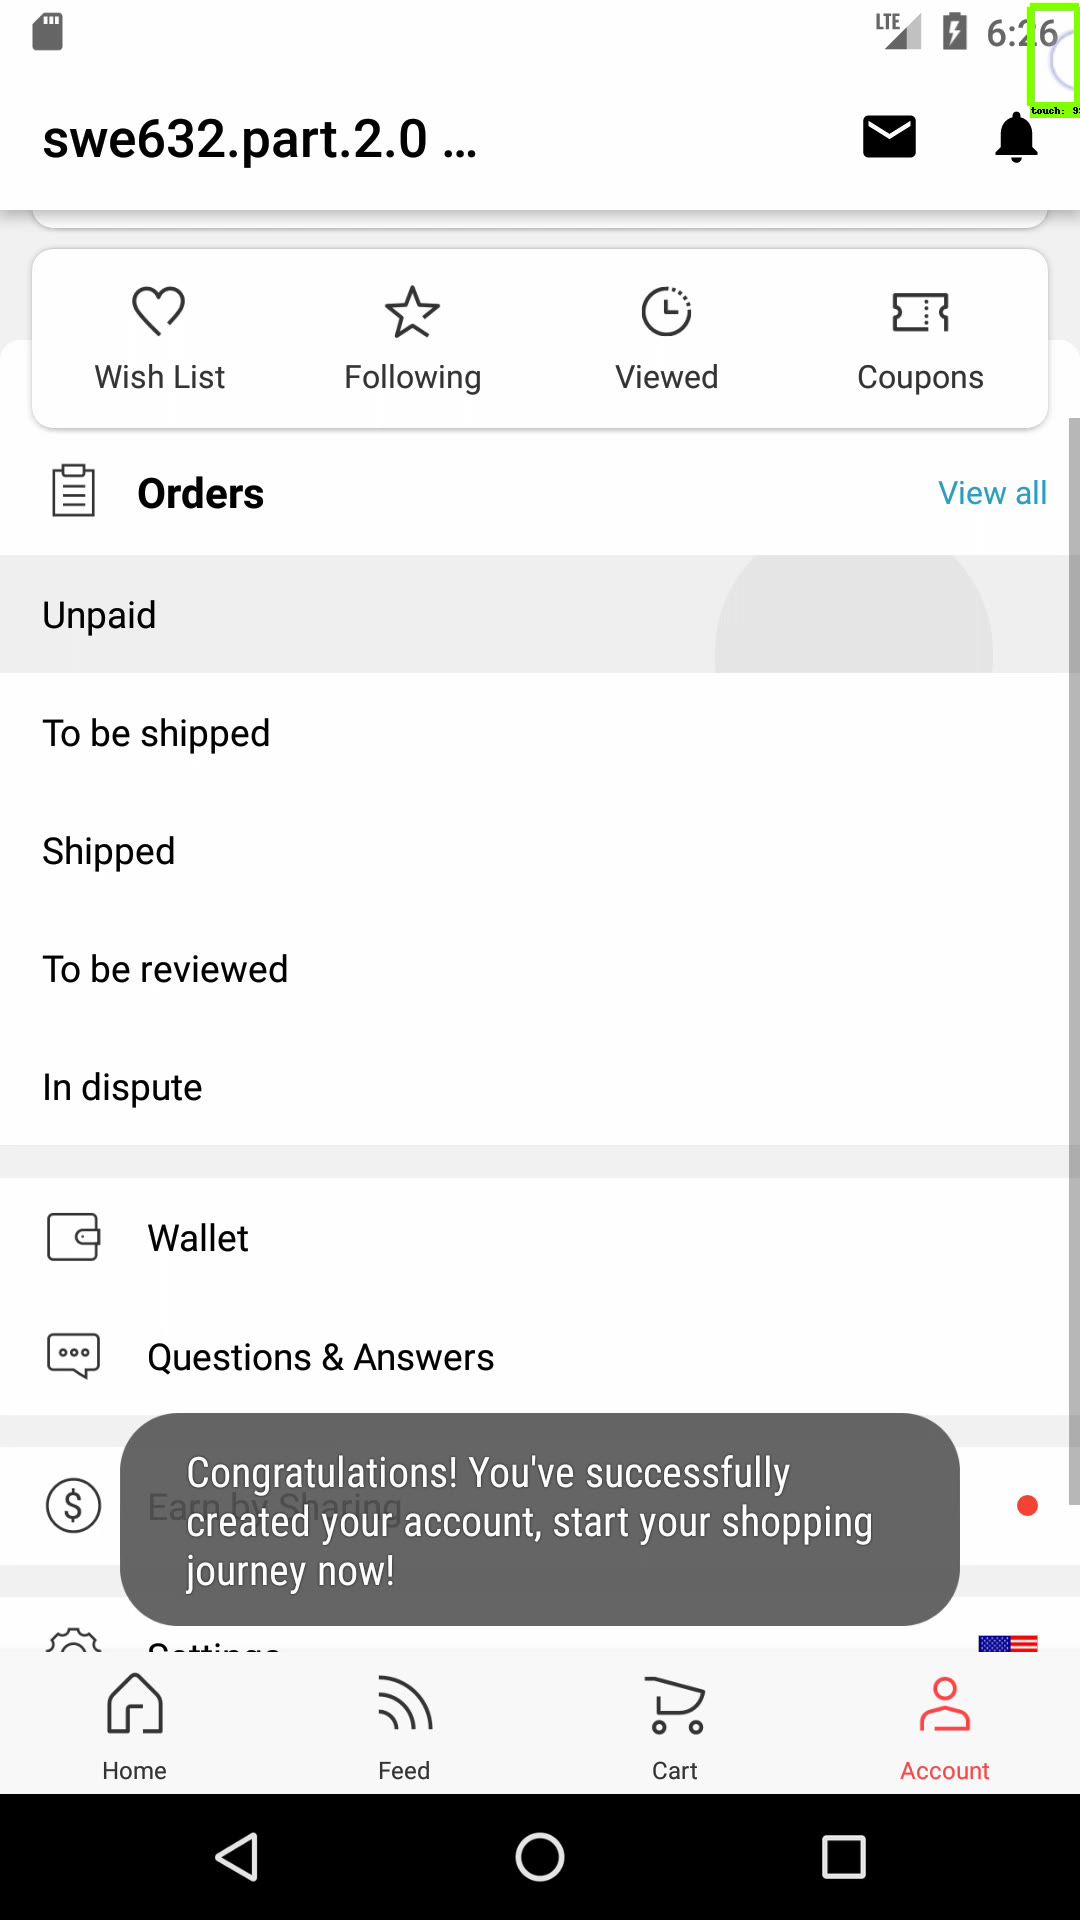 LTE 6:26
touch: 9
swe632.part.2.0 ...
Wish List Following Viewed Coupons
Orders View all
Unpaid
To be shipped
Shipped
To be reviewed
In dispute
Wallet
Questions & Answers
Earn by Sharing
Congratulations! You've successfully
created your account, start your shopping
journey now!
Settings
Home Feed Cart Account